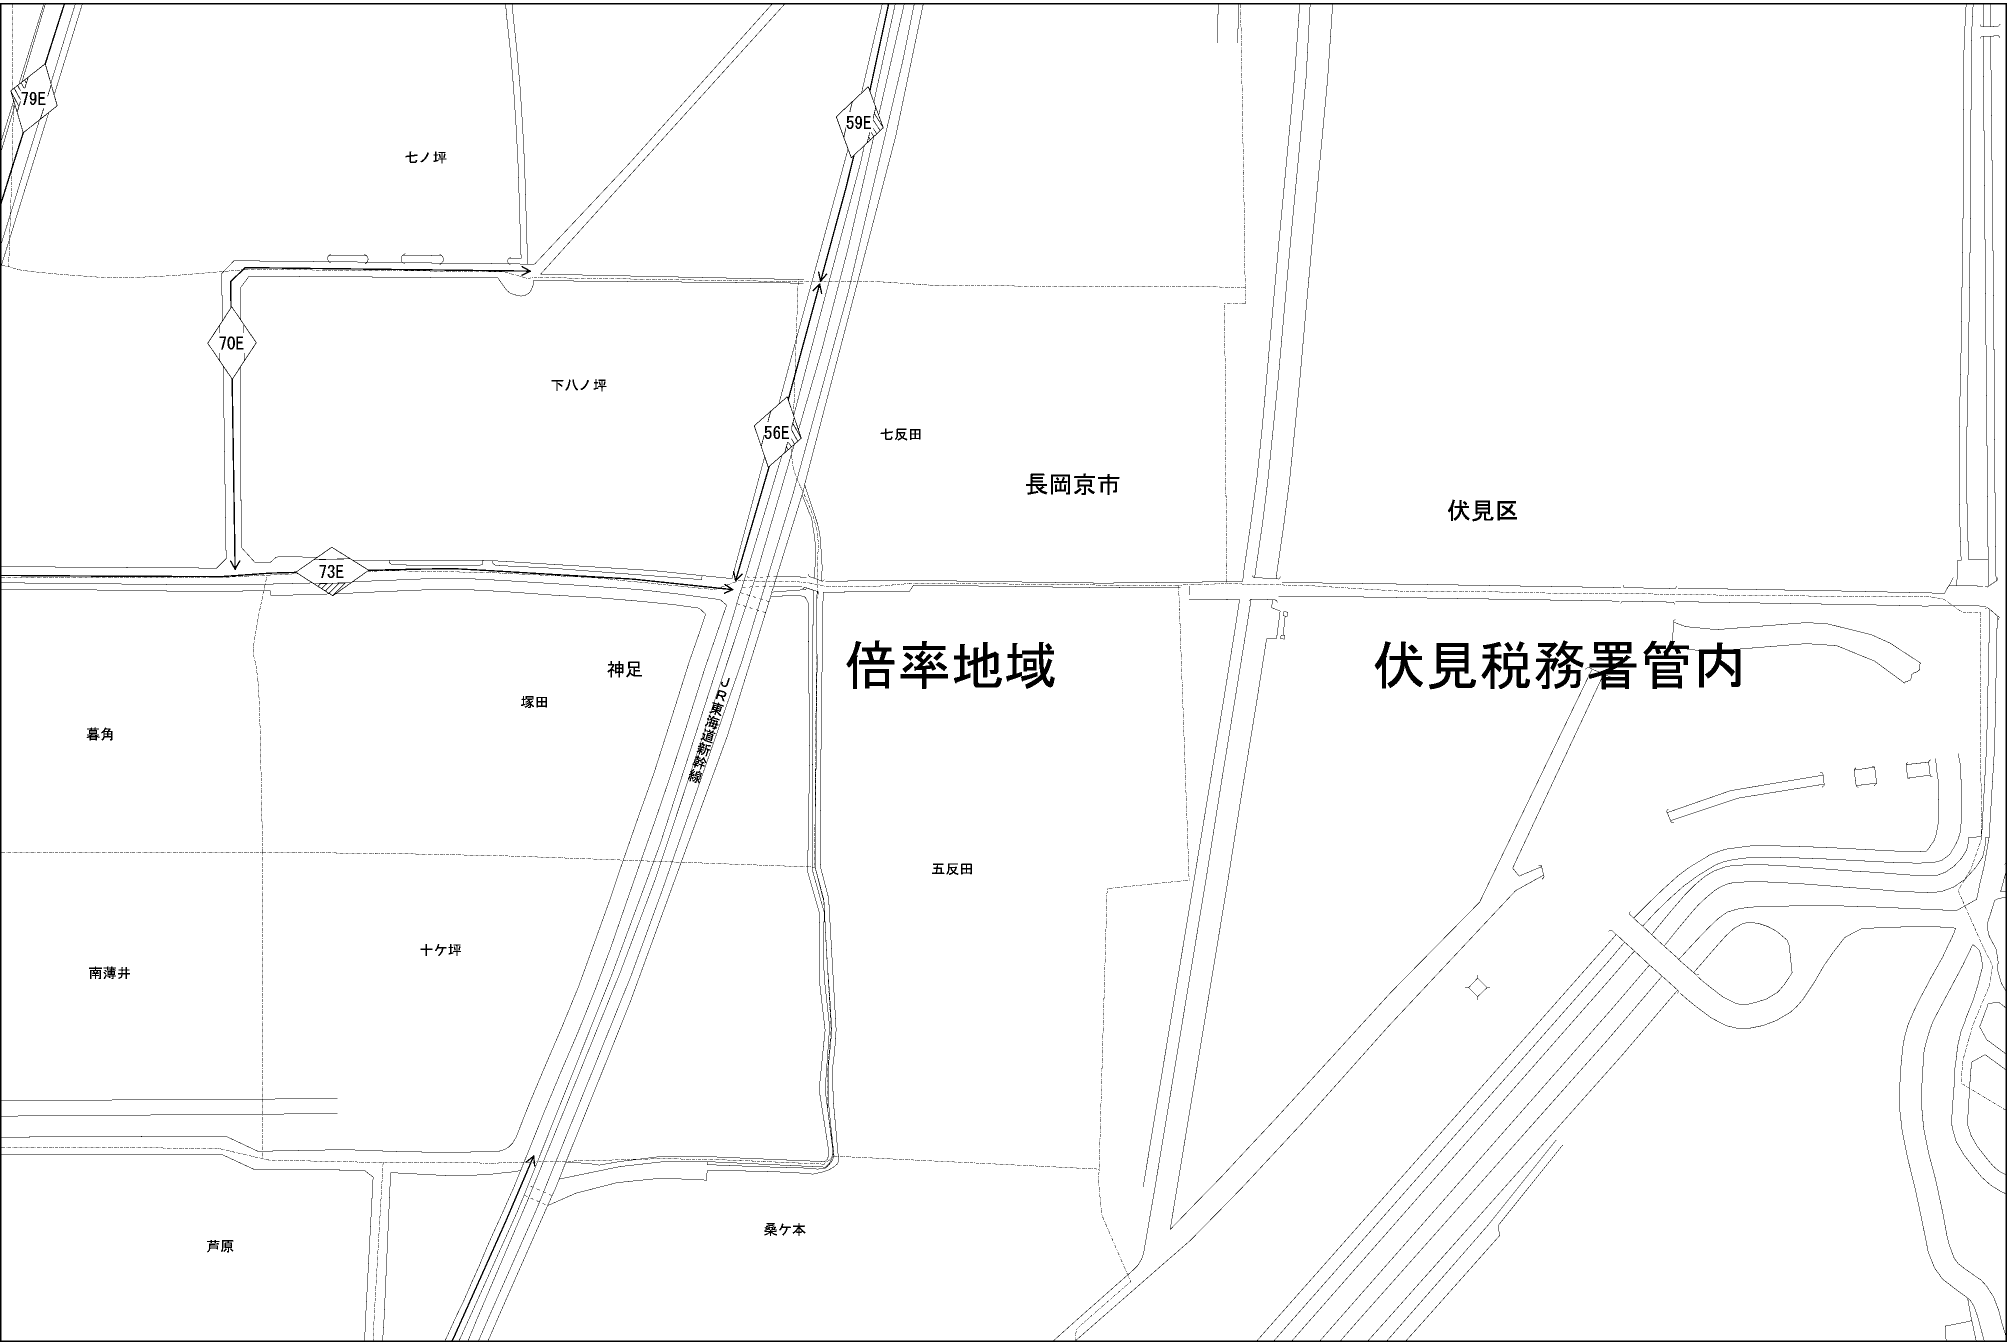 79E
59E
七ノ坪
70E
下八ノ坪
56E
七反田
長岡京市
伏見区
73E
倍率地域
伏見税務署管内
神足
塚田
JR東海道新幹線
暮角
五反田
十ケ坪
南薄井
桑ケ本
芦原